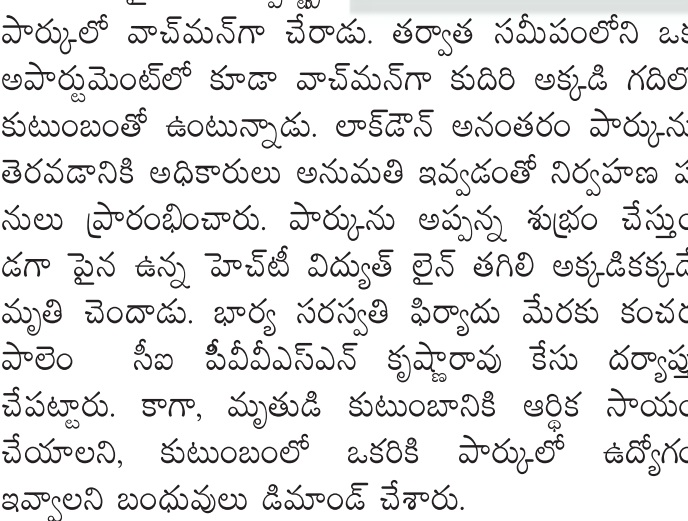 పార్కులో వాచ్‌మన్‌గా చేరాడు. తర్వాత సమీపంలోని ఒక
అపార్టుమెంట్‌లో కూడా వాచ్‌మన్‌గా కుదిరి అక్కడి గదిలో
కుటుంబంతో ఉంటున్నాడు. లాక్‌డౌన్ అనంతరం పార్కును
తెరవడానికి అధికారులు అనుమతి ఇవ్వడంతో నిర్వహణ ప
నులు ప్రారంభించారు. పార్కును అప్పన్న శుభ్రం చేస్తుం
డగా పైన ఉన్న హెచ్‌టీ విద్యుత్ లైన్ తగిలి అక్కడికక్కడే
మృతి చెందాడు. భార్య సరస్వతి ఫిర్యాదు మేరకు కంచర
పాలెం సీఐ పీవీవీఎస్ఎన్ కృష్ణారావు కేసు దర్యాప్తు
చేపట్టారు. కాగా, మృతుడి కుటుంబానికి ఆర్థిక సాయం
చేయాలని, కుటుంబంలో ఒకరికి పార్కులో ఉద్యోగం
ఇవ్వాలని బంధువులు డిమాండ్ చేశారు.